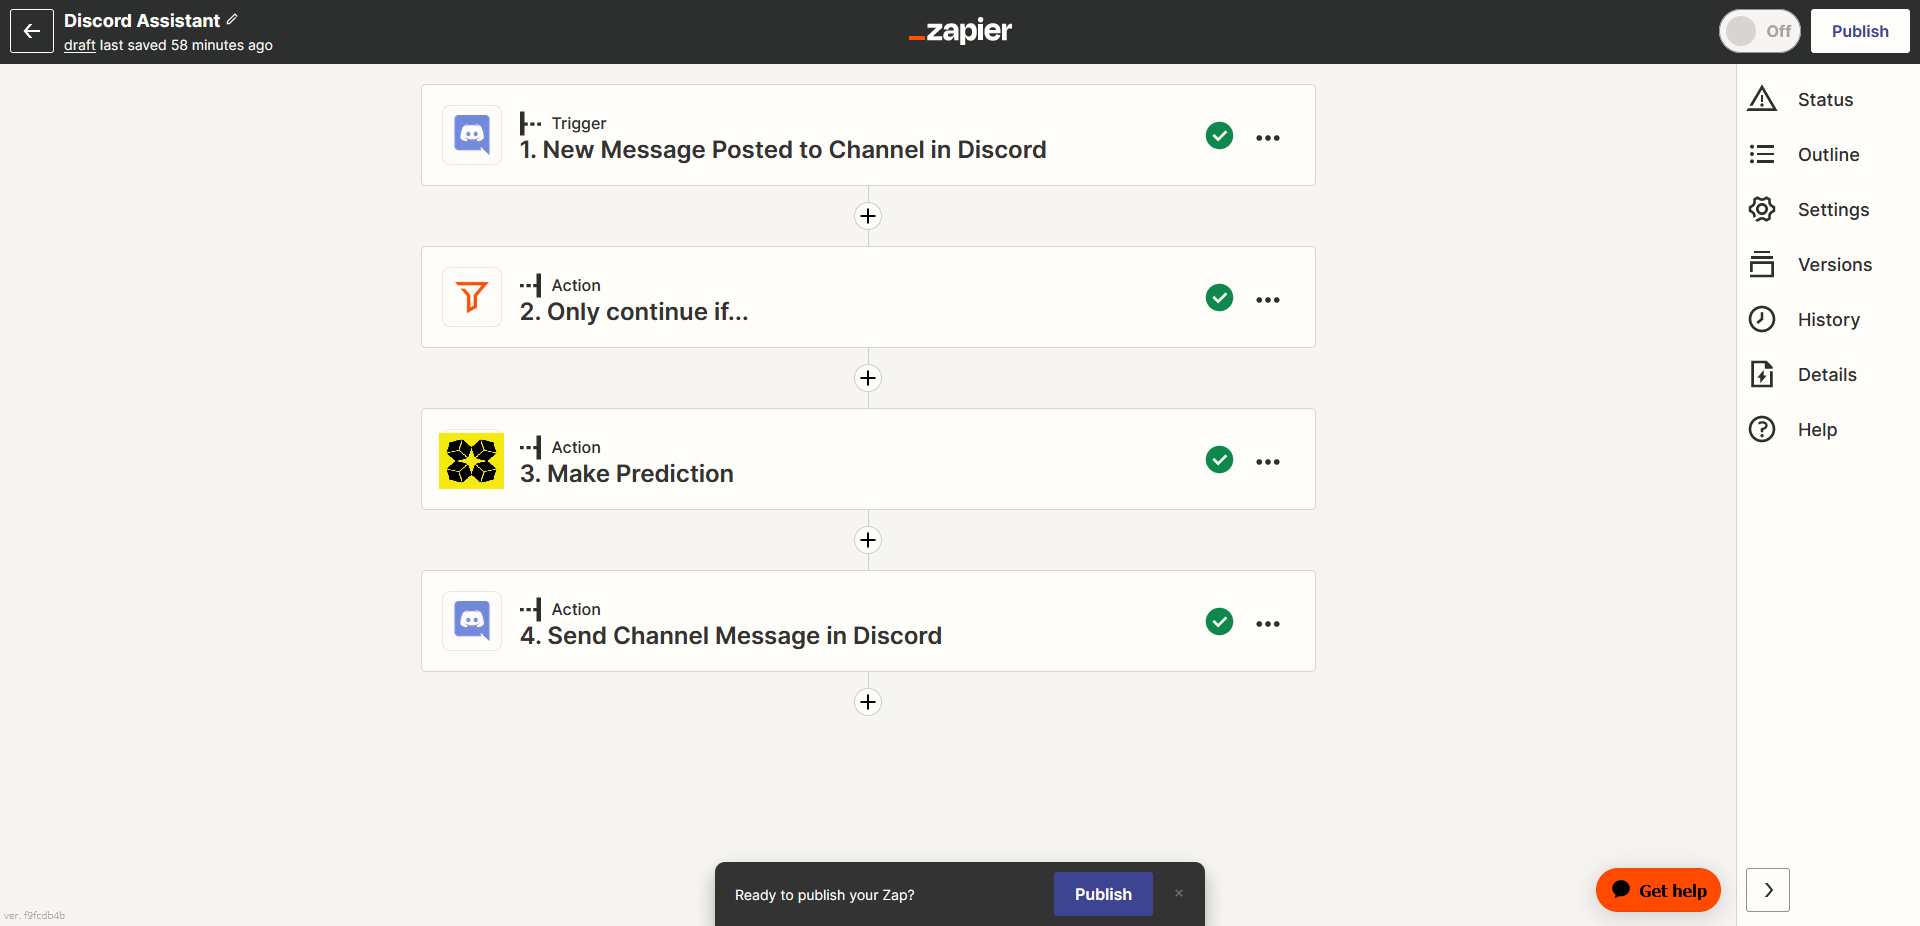 Discord Assistant
draft last saved 58 minutes ago
zapier
Off
Publish
Trigger
1. New Message Posted to Channel in Discord
Action
2. Only continue if...
Action
3. Make Prediction
Action
4. Send Channel Message in Discord
Status
Outline
Settings
Versions
History
Details
Help
Ready to publish your Zap?
Publish
×
Get help
ver. f9fcdb4b